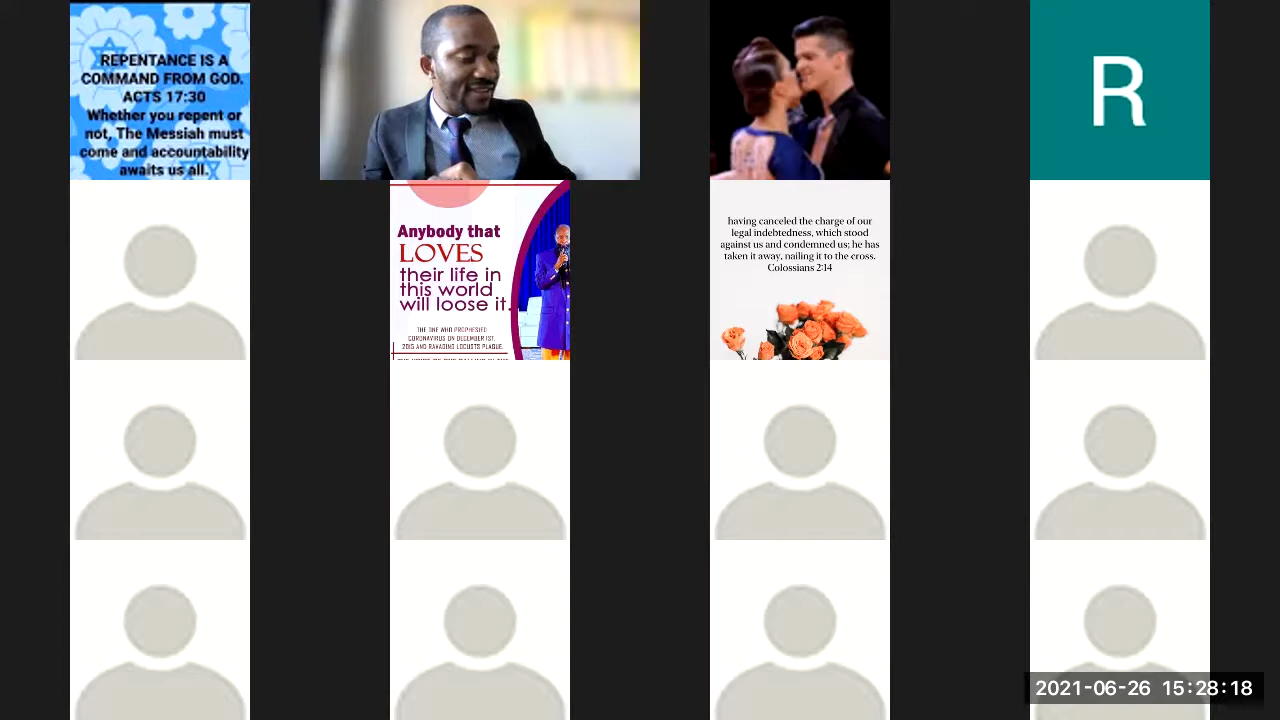 REPENTANCE IS A
COMMAND FROM GOD.
ACTS 17:30
Whether you repent or
not, The Messiah must
come and accountability
awaits us all.
R
Anybody that
LOVES
their life in
this world
will loose it.
THE ONE WHO PROPHESIED
CORONAVIRUS ON DECEMBER 1ST,
2015 AND RAVAGING LOCUSTS PLAGUE.
having canceled the charge of our
legal indebtedness, which stood
against us and condemned us; he has
taken it away, nailing it to the cross.
Colossians 2:14
2021-06-26 15:28:18